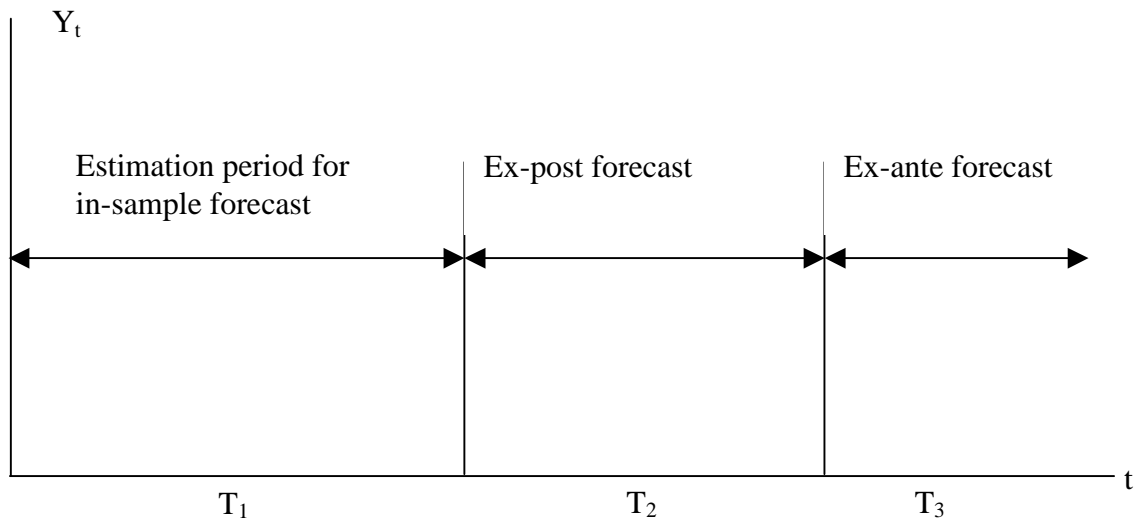 Yt
Estimation period for
in-sample forecast
Ex-post forecast
Ex-ante forecast
t
T1
T2
T3